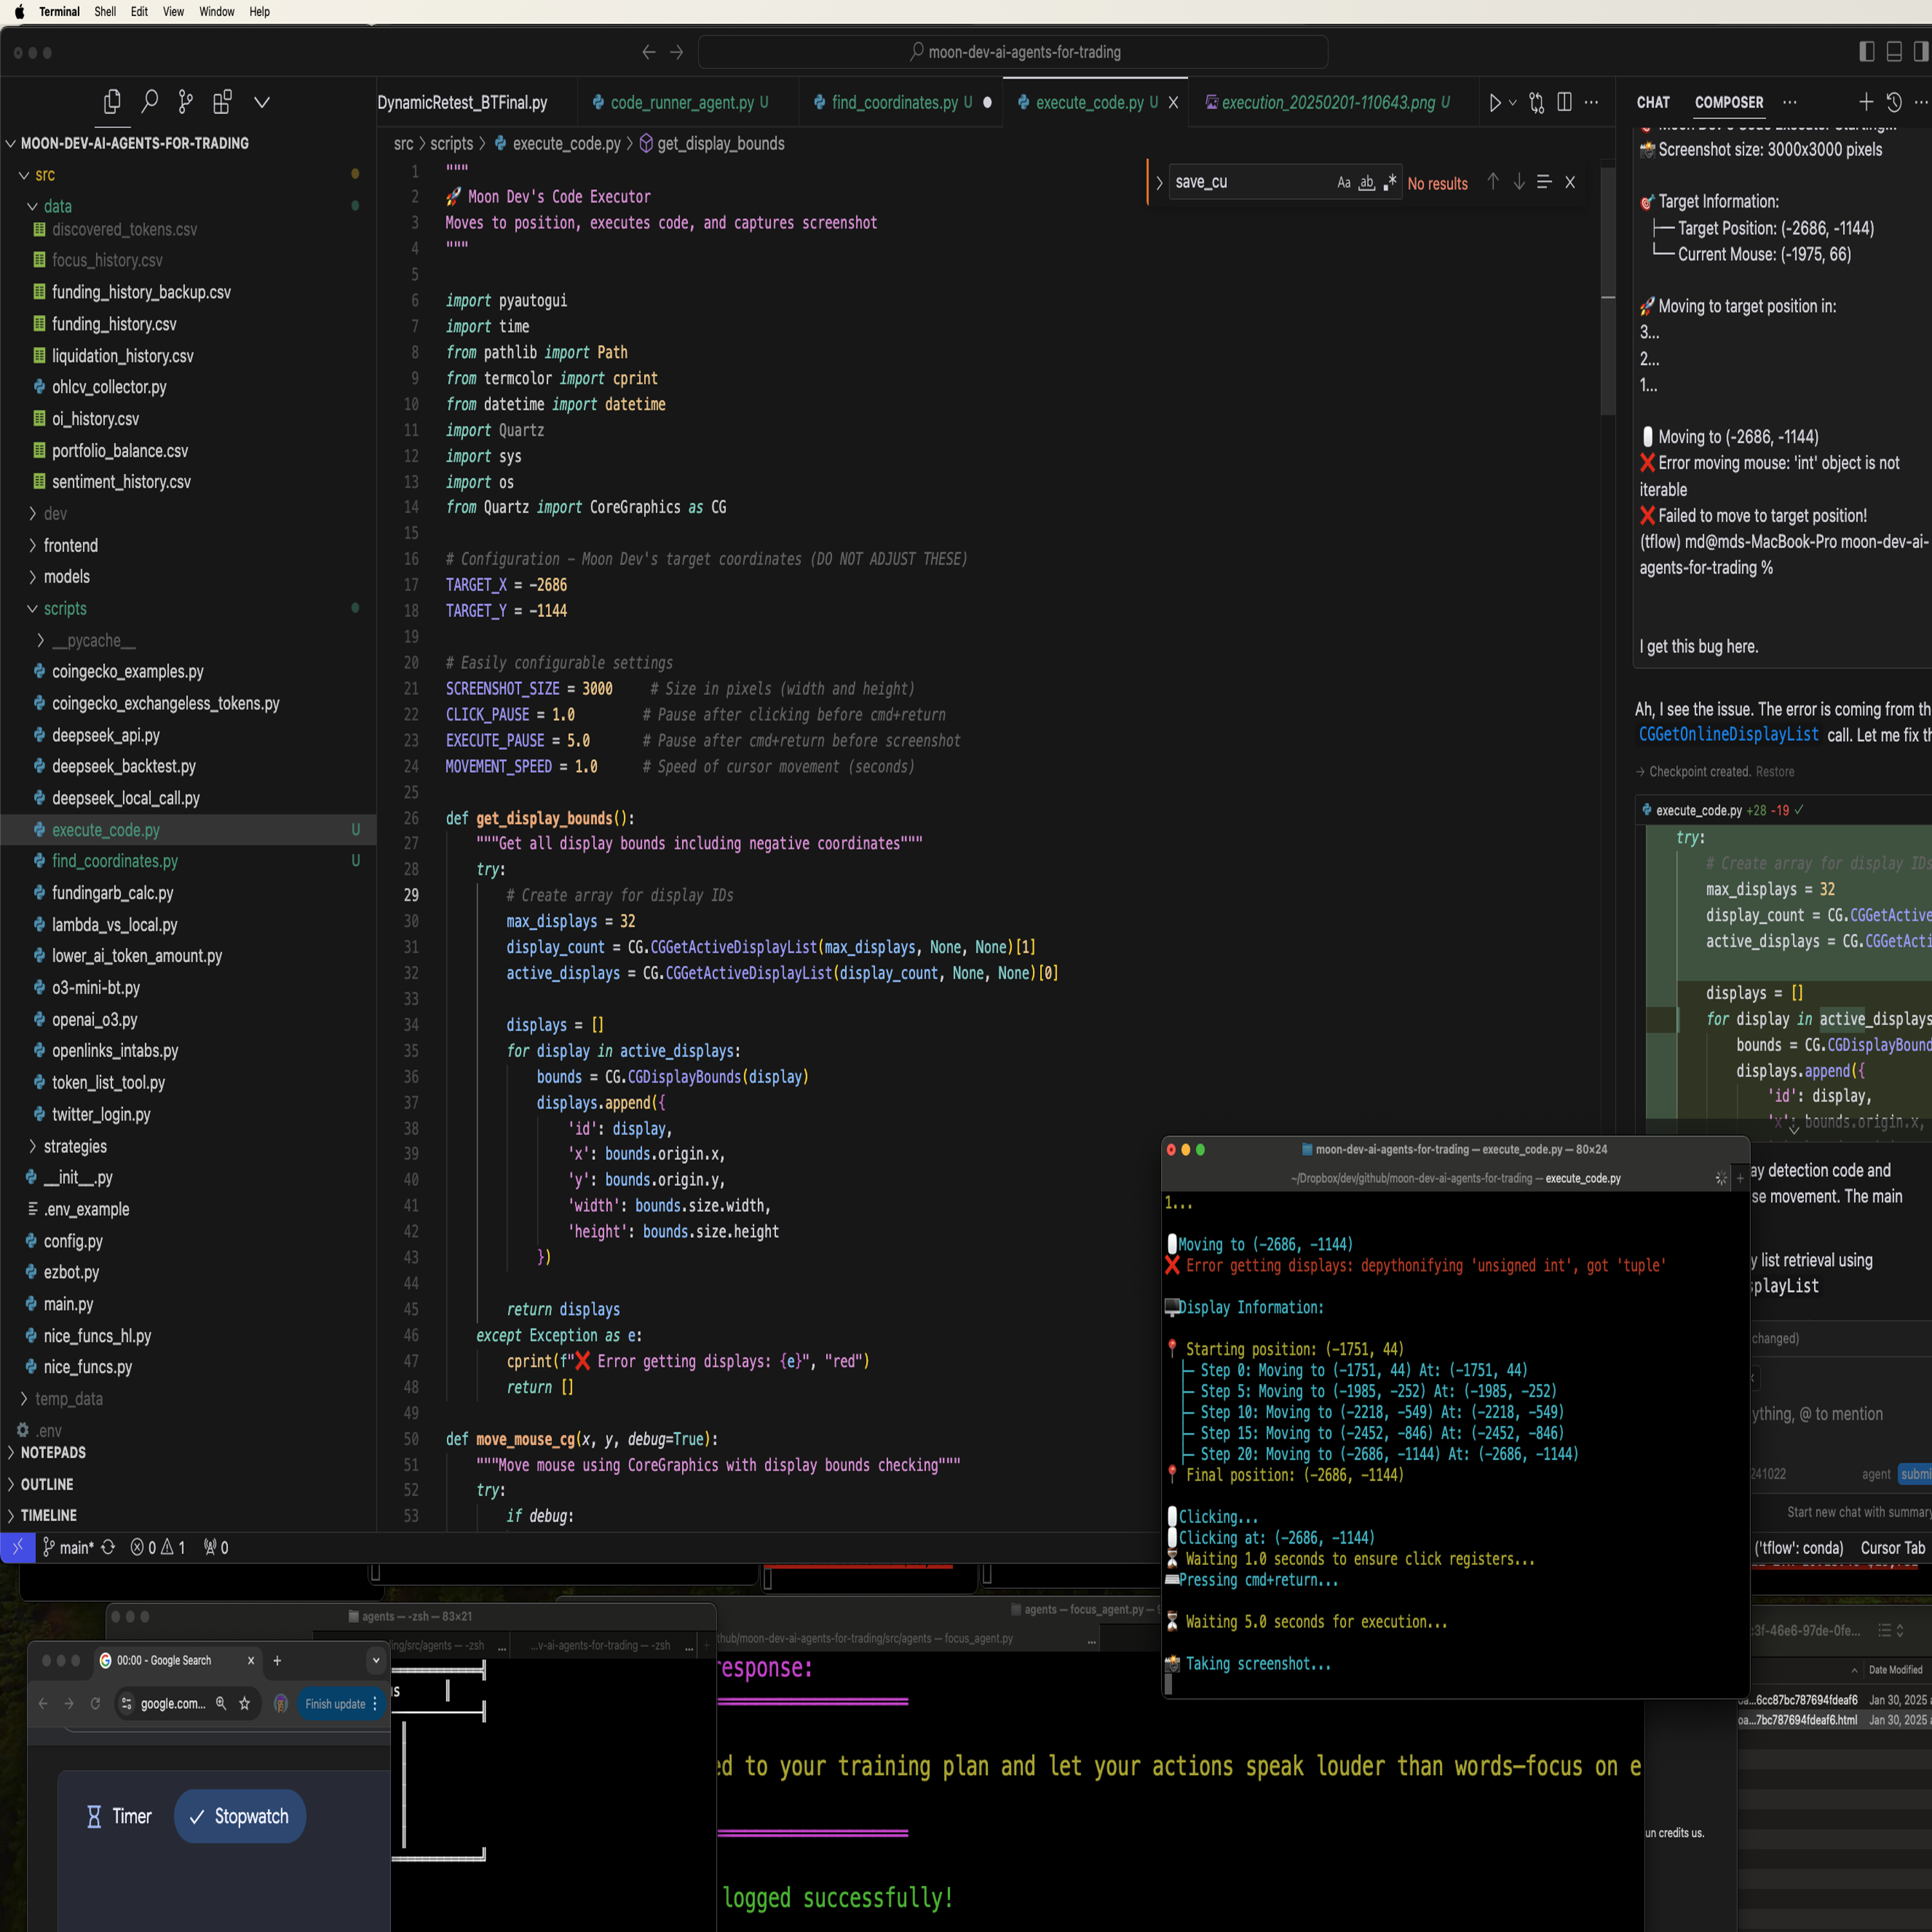 Terminal Shell Edit View Window Help
moon-dev-ai-agents-for-trading
MOON-DEV-AI-AGENTS-FOR-TRADING
src
data
discovered_tokens.csv
focus_history.csv
funding_history_backup.csv
funding_history.csv
liquidation_history.csv
ohlcv_collector.py
oi_history.csv
portfolio_balance.csv
sentiment_history.csv
dev
frontend
models
scripts
__pycache__
coingecko_examples.py
coingecko_exchangeless_tokens.py
deepseek_api.py
deepseek_backtest.py
deepseek_local_call.py
execute_code.py U
find_coordinates.py U
fundingarb_calc.py
lambda_vs_local.py
lower_ai_token_amount.py
o3-mini-bt.py
openai_o3.py
openlinks_intabs.py
token_list_tool.py
twitter_login.py
strategies
__init__.py
.env_example
config.py
ezbot.py
main.py
nice_funcs_hl.py
nice_funcs.py
temp_data
.env
NOTEPADS
OUTLINE
TIMELINE
main* 0 1 0
DynamicRetest_BTFinal.py code_runner_agent.py U find_coordinates.py U execute_code.py U execution_20250201-110643.png U
src > scripts > execute_code.py > get_display_bounds
save_cu Aa ab .* No results
1 """
2 🚀 Moon Dev's Code Executor
3 Moves to position, executes code, and captures screenshot
4 """
5
6 import pyautogui
7 import time
8 from pathlib import Path
9 from termcolor import cprint
10 from datetime import datetime
11 import Quartz
12 import sys
13 import os
14 from Quartz import CoreGraphics as CG
15
16 # Configuration – Moon Dev's target coordinates (DO NOT ADJUST THESE)
17 TARGET_X = -2686
18 TARGET_Y = -1144
19
20 # Easily configurable settings
21 SCREENSHOT_SIZE = 3000 # Size in pixels (width and height)
22 CLICK_PAUSE = 1.0 # Pause after clicking before cmd+return
23 EXECUTE_PAUSE = 5.0 # Pause after cmd+return before screenshot
24 MOVEMENT_SPEED = 1.0 # Speed of cursor movement (seconds)
25
26 def get_display_bounds():
27 """Get all display bounds including negative coordinates"""
28 try:
29 # Create array for display IDs
30 max_displays = 32
31 display_count = CG.CGGetActiveDisplayList(max_displays, None, None)[1]
32 active_displays = CG.CGGetActiveDisplayList(display_count, None, None)[0]
33
34 displays = []
35 for display in active_displays:
36 bounds = CG.CGDisplayBounds(display)
37 displays.append({
38 'id': display,
39 'x': bounds.origin.x,
40 'y': bounds.origin.y,
41 'width': bounds.size.width,
42 'height': bounds.size.height
43 })
44
45 return displays
46 except Exception as e:
47 cprint(f"❌ Error getting displays: {e}", "red")
48 return []
49
50 def move_mouse_cg(x, y, debug=True):
51 """Move mouse using CoreGraphics with display bounds checking"""
52 try:
53 if debug:
CHAT COMPOSER
📸 Screenshot size: 3000x3000 pixels
🎯 Target Information:
├── Target Position: (-2686, -1144)
└── Current Mouse: (-1975, 66)
🚀 Moving to target position in:
3...
2...
1...
Moving to (-2686, -1144)
❌ Error moving mouse: 'int' object is not
iterable
❌ Failed to move to target position!
(tflow) md@mds-MacBook-Pro moon-dev-ai-
agents-for-trading %
I get this bug here.
Ah, I see the issue. The error is coming from th
CGGetOnlineDisplayList call. Let me fix th
Checkpoint created. Restore
execute_code.py +28 -19
try:
# Create array for display IDs
max_displays = 32
display_count = CG.CGGetActive
active_displays = CG.CGGetActi
displays = []
for display in active_displays
bounds = CG.CGDisplayBound
displays.append({
'id': display,
'x': bounds.origin.x,
ay detection code and
se movement. The main
y list retrieval using
splayList
changed)
ything, @ to mention
241022 agent submi
Start new chat with summary
('tflow': conda) Cursor Tab
moon-dev-ai-agents-for-trading — execute_code.py — 80×24
~/Dropbox/dev/github/moon-dev-ai-agents-for-trading — execute_code.py
1...
Moving to (-2686, -1144)
❌ Error getting displays: depythonifying 'unsigned int', got 'tuple'
Display Information:
📍 Starting position: (-1751, 44)
├─ Step 0: Moving to (-1751, 44) At: (-1751, 44)
├─ Step 5: Moving to (-1985, -252) At: (-1985, -252)
├─ Step 10: Moving to (-2218, -549) At: (-2218, -549)
├─ Step 15: Moving to (-2452, -846) At: (-2452, -846)
├─ Step 20: Moving to (-2686, -1144) At: (-2686, -1144)
📍 Final position: (-2686, -1144)
Clicking...
Clicking at: (-2686, -1144)
⏳ Waiting 1.0 seconds to ensure click registers...
Pressing cmd+return...
⏳ Waiting 5.0 seconds for execution...
📸 Taking screenshot...
agents — -zsh — 83×21
ing/src/agents — -zsh ... ...v-ai-agents-for-trading — -zsh ...
agents — focus_agent.py — 9
thub/moon-dev-ai-agents-for-trading/src/agents — focus_agent.py ...
00:00 - Google Search
google.com... Finish update
Timer Stopwatch
esponse:
ed to your training plan and let your actions speak louder than words—focus on e
logged successfully!
:3f-46e6-97de-0fe...
Date Modified
oa...6cc87bc787694fdeaf6 Jan 30, 2025
oa...7bc787694fdeaf6.html Jan 30, 2025
un credits us.